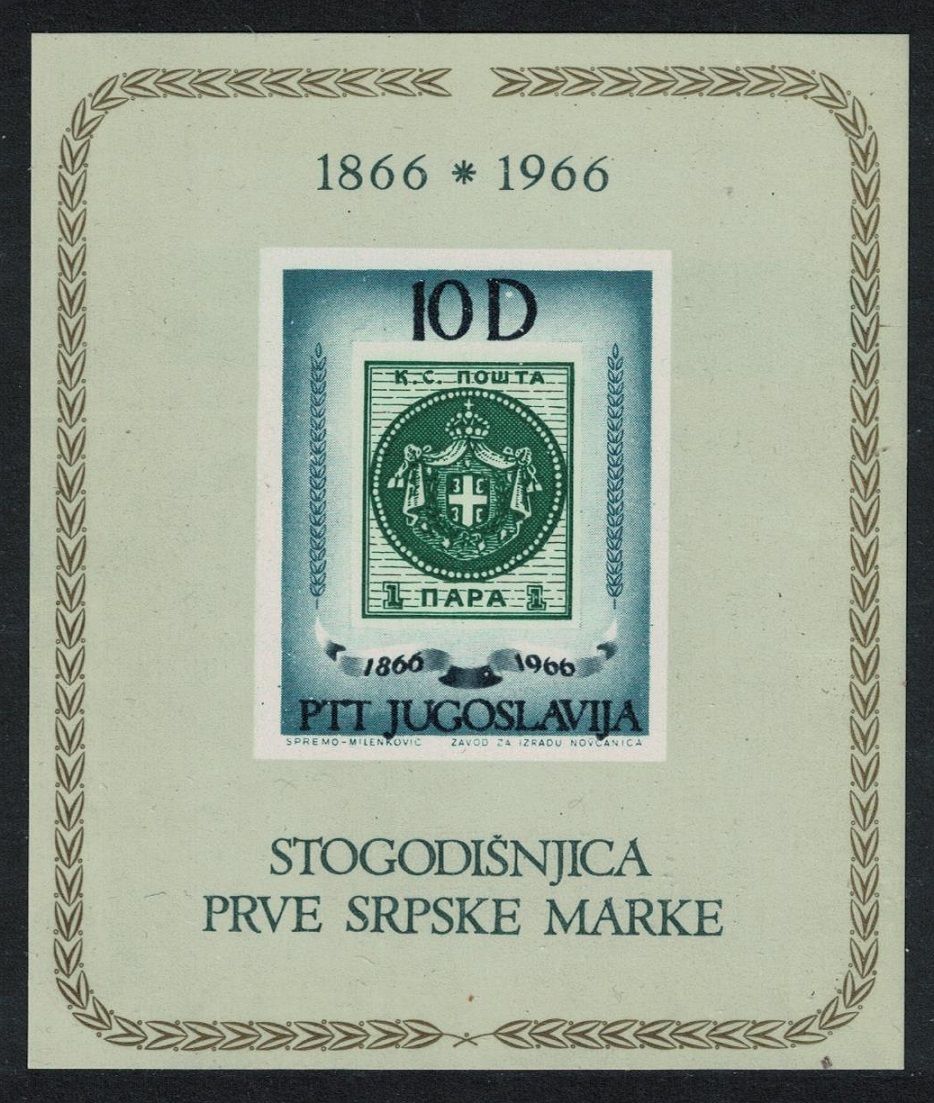 1866 * 1966
10 D
К.С. ПОШТА
1 ПАРА 1
1866 1966
PTT JUGOSLAVIJA
SPREMO-MILENKOVIĆ ZAVOD ZA IZRADU NOVČANICA
STOGODIŠNJICA
PRVE SRPSKE MARKE